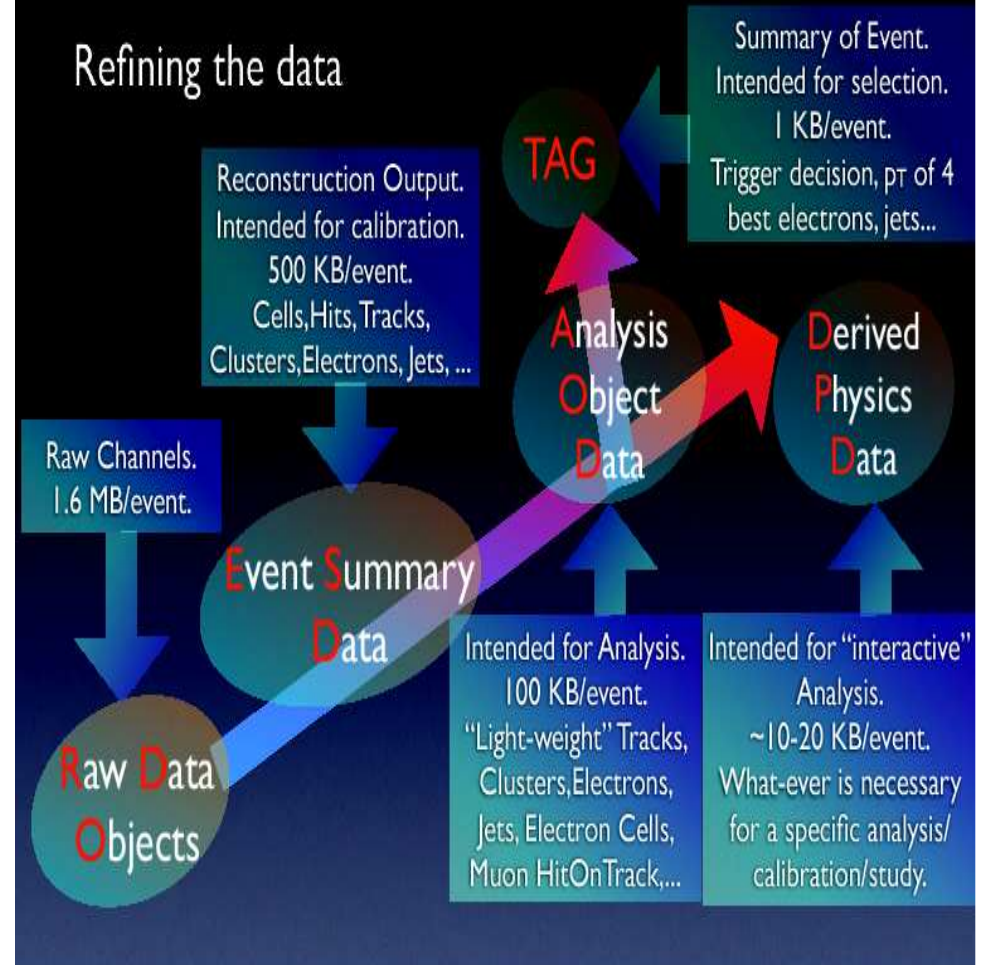 Refining the data
Summary of Event.
Intended for selection.
1 KB/event.
Trigger decision, pT of 4
best electrons, jets...
TAG
Reconstruction Output.
Intended for calibration.
500 KB/event.
Cells,Hits,Tracks,
Clusters,Electrons, Jets, ...
Analysis
Object
Data
Derived
Physics
Data
Raw Channels.
1.6 MB/event.
Event Summary
Data
Intended for Analysis.
100 KB/event.
“Light-weight” Tracks,
Clusters,Electrons,
Jets, Electron Cells,
Muon HitOnTrack,...
Intended for “interactive”
Analysis.
~10-20 KB/event.
What-ever is necessary
for a specific analysis/
calibration/study.
Raw Data
Objects